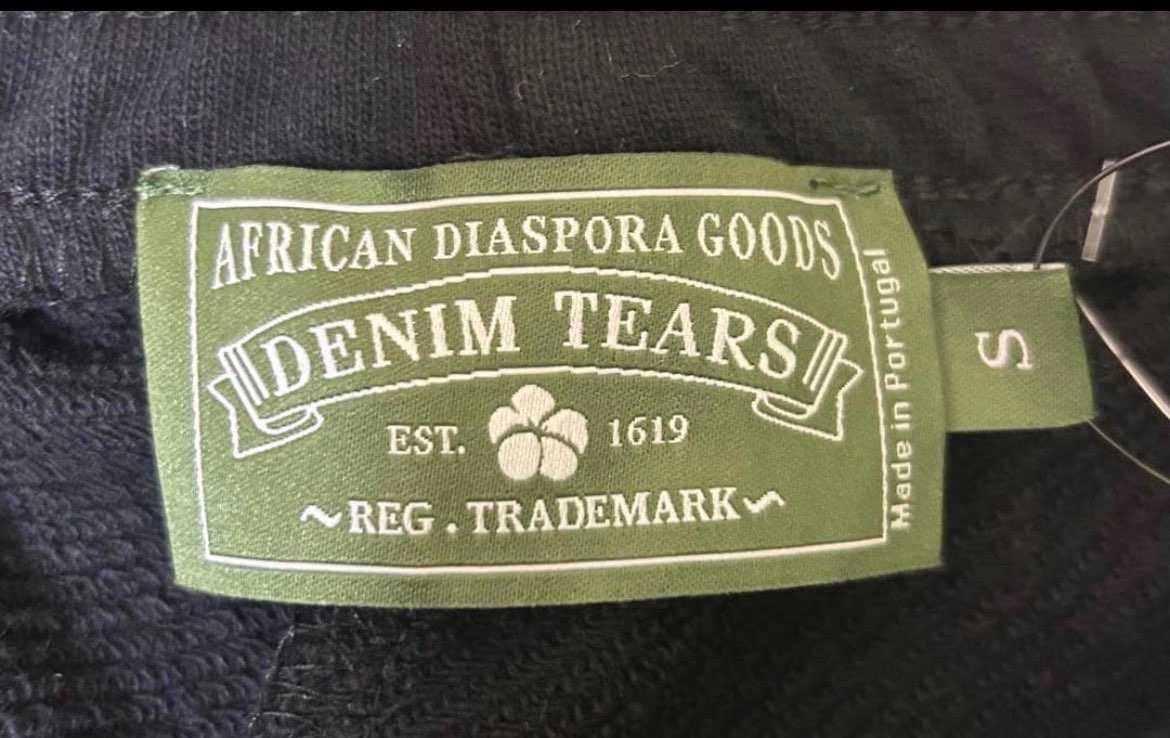 AFRICAN DIASPORA GOODS
DENIM TEARS
EST. 1619
~REG . TRADEMARK~
Made in Portugal
S